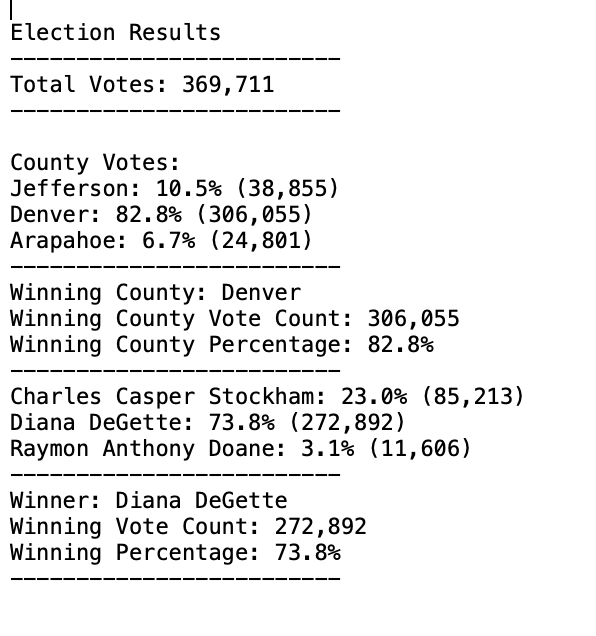 Election Results
-------------------------
Total Votes: 369,711
-------------------------
County Votes:
Jefferson: 10.5% (38,855)
Denver: 82.8% (306,055)
Arapahoe: 6.7% (24,801)
-------------------------
Winning County: Denver
Winning County Vote Count: 306,055
Winning County Percentage: 82.8%
-------------------------
Charles Casper Stockham: 23.0% (85,213)
Diana DeGette: 73.8% (272,892)
Raymon Anthony Doane: 3.1% (11,606)
-------------------------
Winner: Diana DeGette
Winning Vote Count: 272,892
Winning Percentage: 73.8%
-------------------------